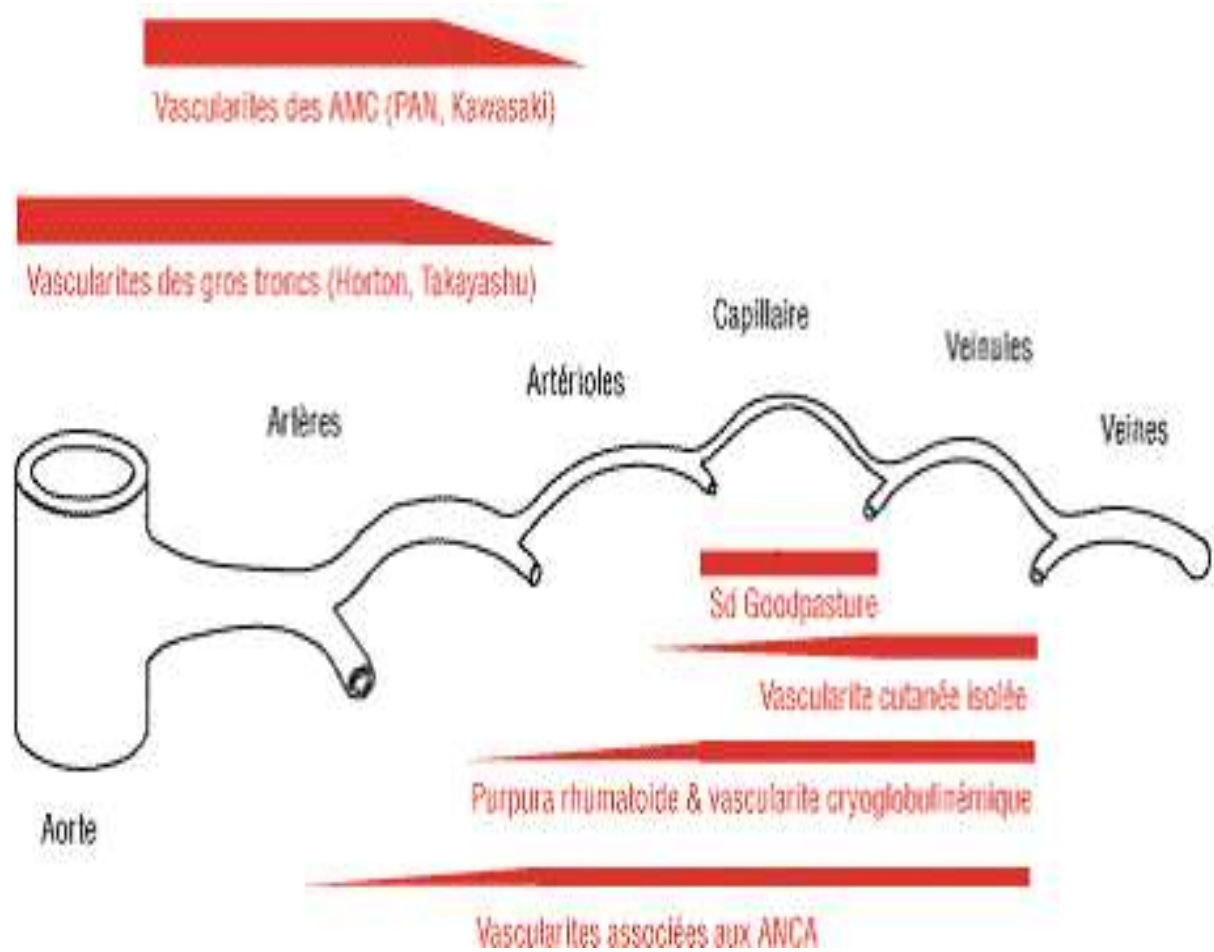 Vascularites des AMC (PAN, Kawasaki)
Vascularites des gros troncs (Horton, Takayashu)
Capillaire
Veinules
Artérioles
Artères
Veines
Sd Goodpasture
Vascularite cutanée isolée
Purpura rhumatoide & vascularite cryoglobulinémique
Aorte
Vascularites associées aux ANCA